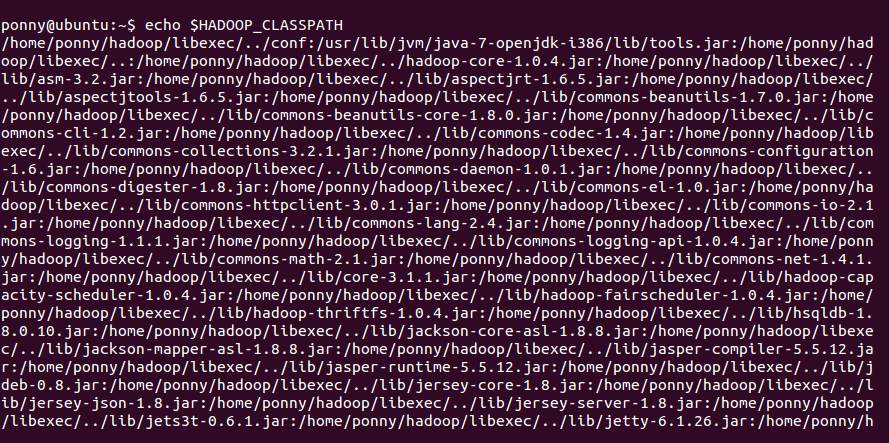 ponny@ubuntu:~$ echo $HADOOP_CLASSPATH
/home/ponny/hadoop/libexec/../conf:/usr/lib/jvm/java-7-openjdk-i386/lib/tools.jar:/home/ponny/had
oop/libexec/..:/home/ponny/hadoop/libexec/../hadoop-core-1.0.4.jar:/home/ponny/hadoop/libexec/../
lib/asm-3.2.jar:/home/ponny/hadoop/libexec/../lib/aspectjrt-1.6.5.jar:/home/ponny/hadoop/libexec/
../lib/aspectjtools-1.6.5.jar:/home/ponny/hadoop/libexec/../lib/commons-beanutils-1.7.0.jar:/home
/ponny/hadoop/libexec/../lib/commons-beanutils-core-1.8.0.jar:/home/ponny/hadoop/libexec/../lib/c
ommons-cli-1.2.jar:/home/ponny/hadoop/libexec/../lib/commons-codec-1.4.jar:/home/ponny/hadoop/lib
exec/../lib/commons-collections-3.2.1.jar:/home/ponny/hadoop/libexec/../lib/commons-configuration
-1.6.jar:/home/ponny/hadoop/libexec/../lib/commons-daemon-1.0.1.jar:/home/ponny/hadoop/libexec/..
/lib/commons-digester-1.8.jar:/home/ponny/hadoop/libexec/../lib/commons-el-1.0.jar:/home/ponny/ha
doop/libexec/../lib/commons-httpclient-3.0.1.jar:/home/ponny/hadoop/libexec/../lib/commons-io-2.1
.jar:/home/ponny/hadoop/libexec/../lib/commons-lang-2.4.jar:/home/ponny/hadoop/libexec/../lib/com
mons-logging-1.1.1.jar:/home/ponny/hadoop/libexec/../lib/commons-logging-api-1.0.4.jar:/home/ponn
y/hadoop/libexec/../lib/commons-math-2.1.jar:/home/ponny/hadoop/libexec/../lib/commons-net-1.4.1.
jar:/home/ponny/hadoop/libexec/../lib/core-3.1.1.jar:/home/ponny/hadoop/libexec/../lib/hadoop-cap
acity-scheduler-1.0.4.jar:/home/ponny/hadoop/libexec/../lib/hadoop-fairscheduler-1.0.4.jar:/home/
ponny/hadoop/libexec/../lib/hadoop-thriftfs-1.0.4.jar:/home/ponny/hadoop/libexec/../lib/hsqldb-1.
8.0.10.jar:/home/ponny/hadoop/libexec/../lib/jackson-core-asl-1.8.8.jar:/home/ponny/hadoop/libexe
c/../lib/jackson-mapper-asl-1.8.8.jar:/home/ponny/hadoop/libexec/../lib/jasper-compiler-5.5.12.ja
r:/home/ponny/hadoop/libexec/../lib/jasper-runtime-5.5.12.jar:/home/ponny/hadoop/libexec/../lib/j
deb-0.8.jar:/home/ponny/hadoop/libexec/../lib/jersey-core-1.8.jar:/home/ponny/hadoop/libexec/../l
ib/jersey-json-1.8.jar:/home/ponny/hadoop/libexec/../lib/jersey-server-1.8.jar:/home/ponny/hadoop
/libexec/../lib/jets3t-0.6.1.jar:/home/ponny/hadoop/libexec/../lib/jetty-6.1.26.jar:/home/ponny/h